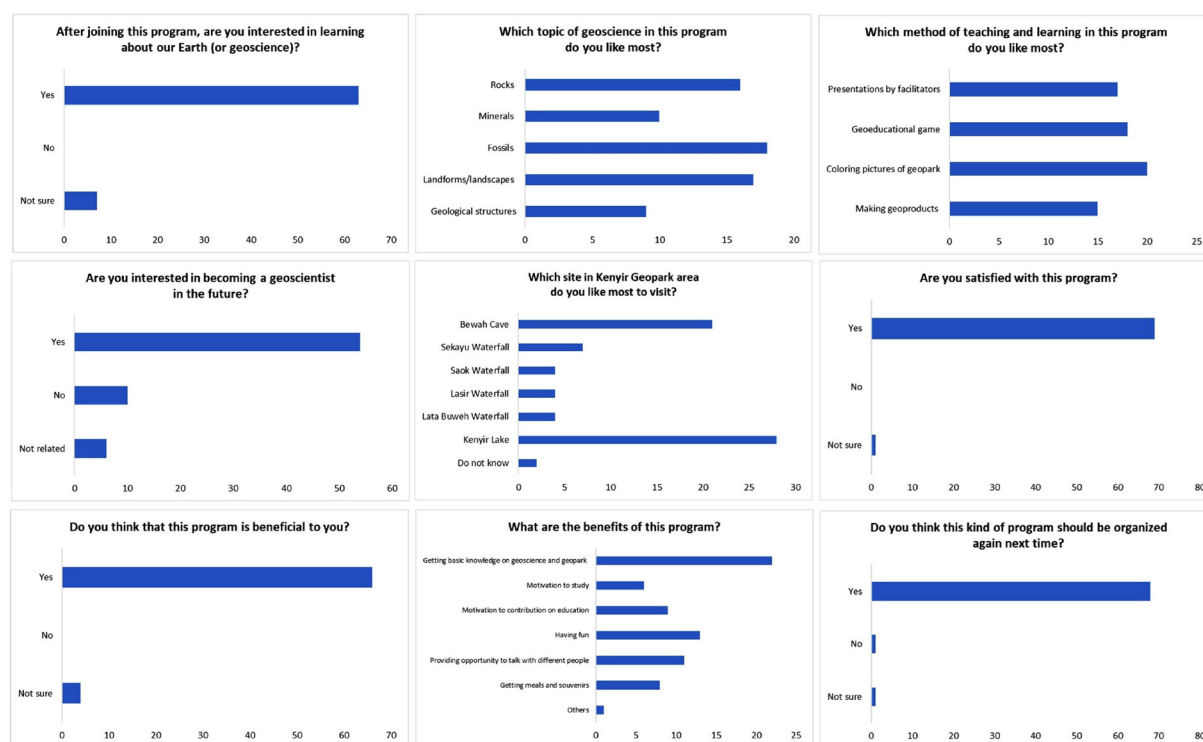 After joining this program, are you interested in learning
about our Earth (or geoscience)?
Yes
No
Not sure
0 10 20 30 40 50 60 70
Which topic of geoscience in this program
do you like most?
Rocks
Minerals
Fossils
Landforms/landscapes
Geological structures
0 5 10 15 20
Which method of teaching and learning in this program
do you like most?
Presentations by facilitators
Geoeducational game
Coloring pictures of geopark
Making geoproducts
0 5 10 15 20 25
Are you interested in becoming a geoscientist
in the future?
Yes
No
Not related
0 10 20 30 40 50 60
Which site in Kenyir Geopark area
do you like most to visit?
Bewah Cave
Sekayu Waterfall
Saok Waterfall
Lasir Waterfall
Lata Buweh Waterfall
Kenyir Lake
Do not know
0 5 10 15 20 25 30
Are you satisfied with this program?
Yes
No
Not sure
0 10 20 30 40 50 60 70 80
Do you think that this program is beneficial to you?
Yes
No
Not sure
0 10 20 30 40 50 60 70
What are the benefits of this program?
Getting basic knowledge on geoscience and geopark
Motivation to study
Motivation to contribution on education
Having fun
Providing opportunity to talk with different people
Getting meals and souvenirs
Others
0 5 10 15 20 25
Do you think this kind of program should be organized
again next time?
Yes
No
Not sure
0 10 20 30 40 50 60 70 80